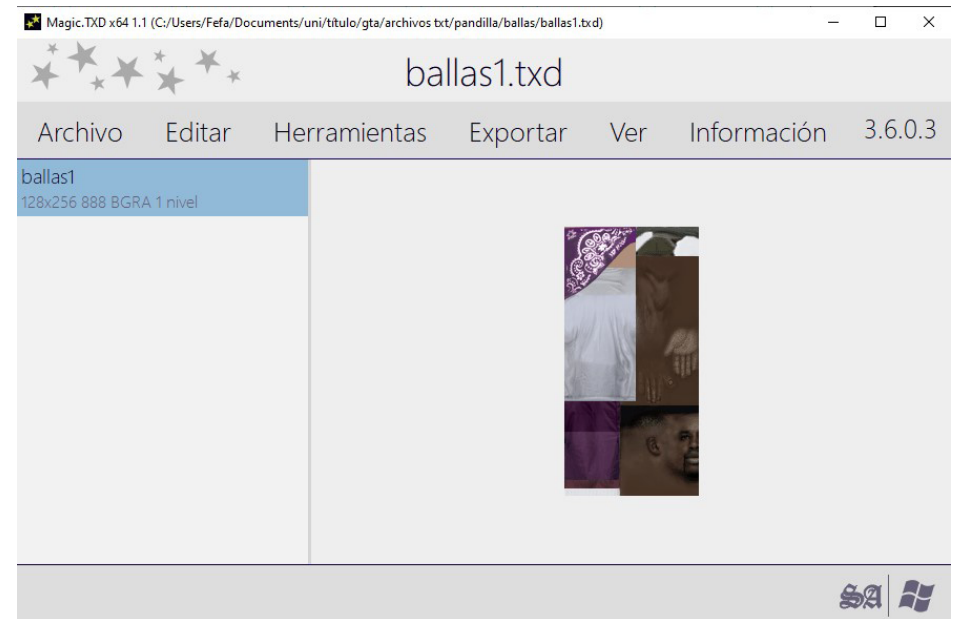 Magic.TXD x64 1.1 (C:/Users/Fefa/Documents/uni/título/gta/archivos txt/pandilla/ballas/ballas1.txd)
ballas1.txd
Archivo Editar Herramientas Exportar Ver Información 3.6.0.3
ballas1
128x256 888 BGRA 1 nivel
SA